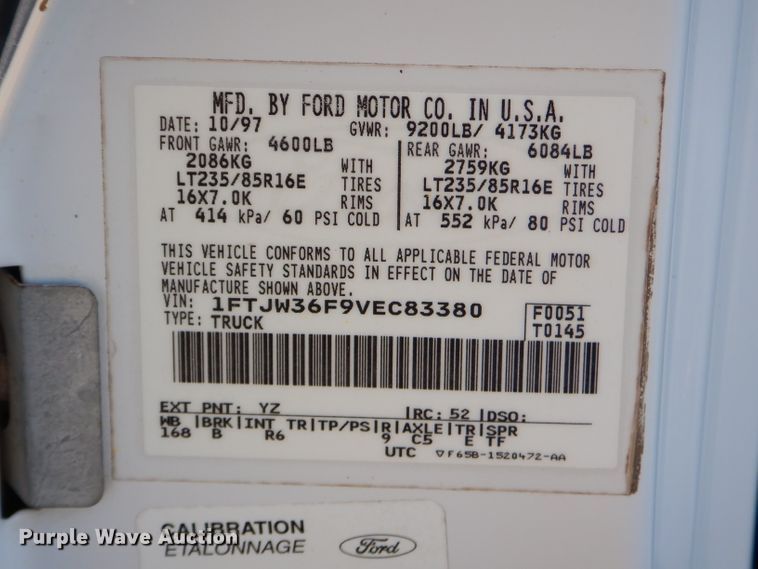 MFD. BY FORD MOTOR CO. IN U.S.A.
DATE: 10/97 GVWR: 9200LB/ 4173KG
FRONT GAWR: 4600LB REAR GAWR: 6084LB
2086KG WITH 2759KG WITH
LT235/85R16E TIRES LT235/85R16E TIRES
16X7.0K RIMS 16X7.0K RIMS
AT 414 kPa/ 60 PSI COLD AT 552 kPa/ 80 PSI COLD
THIS VEHICLE CONFORMS TO ALL APPLICABLE FEDERAL MOTOR
VEHICLE SAFETY STANDARDS IN EFFECT ON THE DATE OF
MANUFACTURE SHOWN ABOVE.
VIN: 1FTJW36F9VEC83380 F0051
TYPE: TRUCK T0145
EXT PNT: YZ RC: 52 DSO:
WB BRK INT TR TP/PS R AXLE TR SPR
168 B R6 9 C5 E TF
UTC ▽F65B-1520472-AA
CALIBRATION
ETALONNAGE Ford
Purple Wave Auction